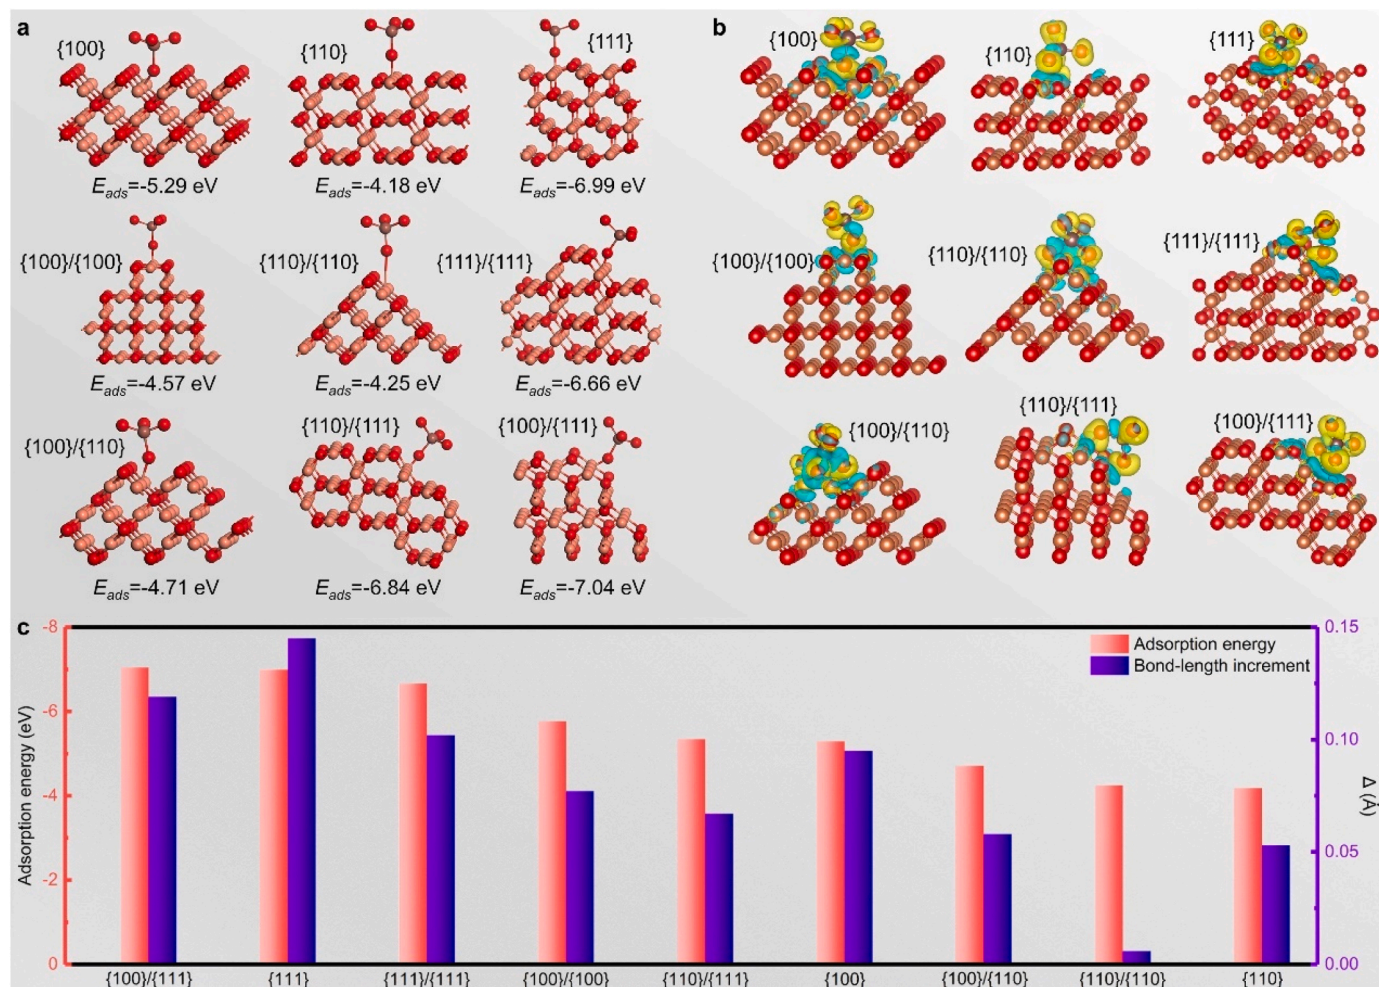 a
{100}
{110}
{111}
Eads=-5.29 eV
Eads=-4.18 eV
Eads=-6.99 eV
{100}/{100}
{110}/{110}
{111}/{111}
Eads=-4.57 eV
Eads=-4.25 eV
Eads=-6.66 eV
{100}/{110}
{110}/{111}
{100}/{111}
Eads=-4.71 eV
Eads=-6.84 eV
Eads=-7.04 eV
b
{100}
{110}
{111}
{100}/{100}
{110}/{110}
{111}/{111}
{100}/{110}
{110}/{111}
{100}/{111}
c
Adsorption energy (eV)
-8
-6
-4
-2
0
Adsorption energy
Bond-length increment
0.15
0.10
0.05
0.00
Δ (Å)
{100}/{111}
{111}
{111}/{111}
{100}/{100}
{110}/{111}
{100}
{100}/{110}
{110}/{110}
{110}